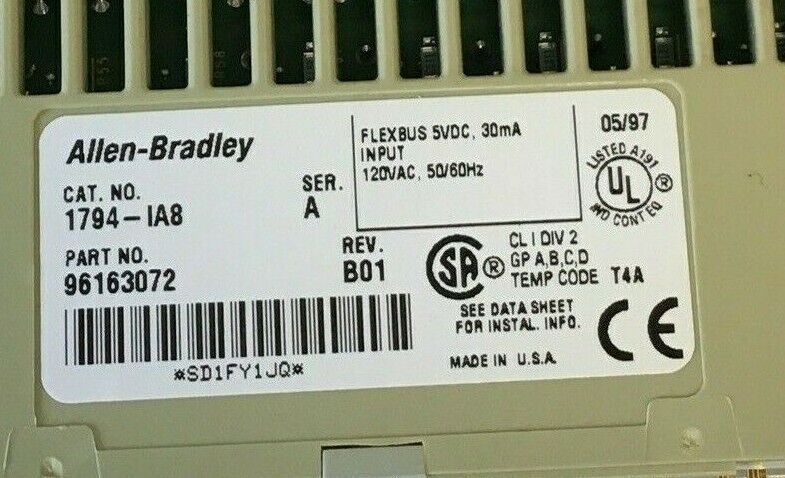 Allen-Bradley
CAT. NO.
1794-IA8
SER.
A
PART NO.
96163072
REV.
B01
*SD1FY1JQ*
FLEXBUS 5VDC, 30mA
INPUT
120VAC, 50/60Hz
05/97
LISTED A191
UL ®
IND CONT EQ
SA ®
CL I DIV 2
GP A,B,C,D
TEMP CODE T4A
SEE DATA SHEET
FOR INSTAL. INFO.
CE
MADE IN U.S.A.